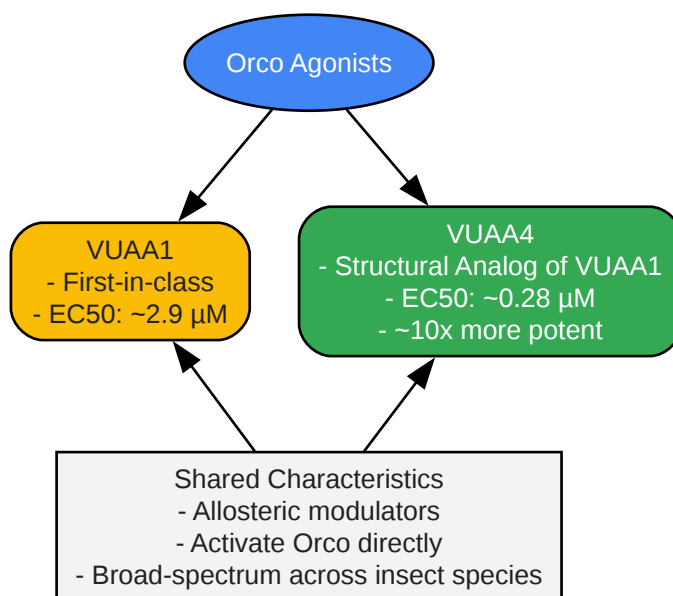 Orco Agonists
VUAA1
- First-in-class
- EC50: ~2.9 µM
VUAA4
- Structural Analog of VUAA1
- EC50: ~0.28 µM
- ~10x more potent
Shared Characteristics
- Allosteric modulators
- Activate Orco directly
- Broad-spectrum across insect species